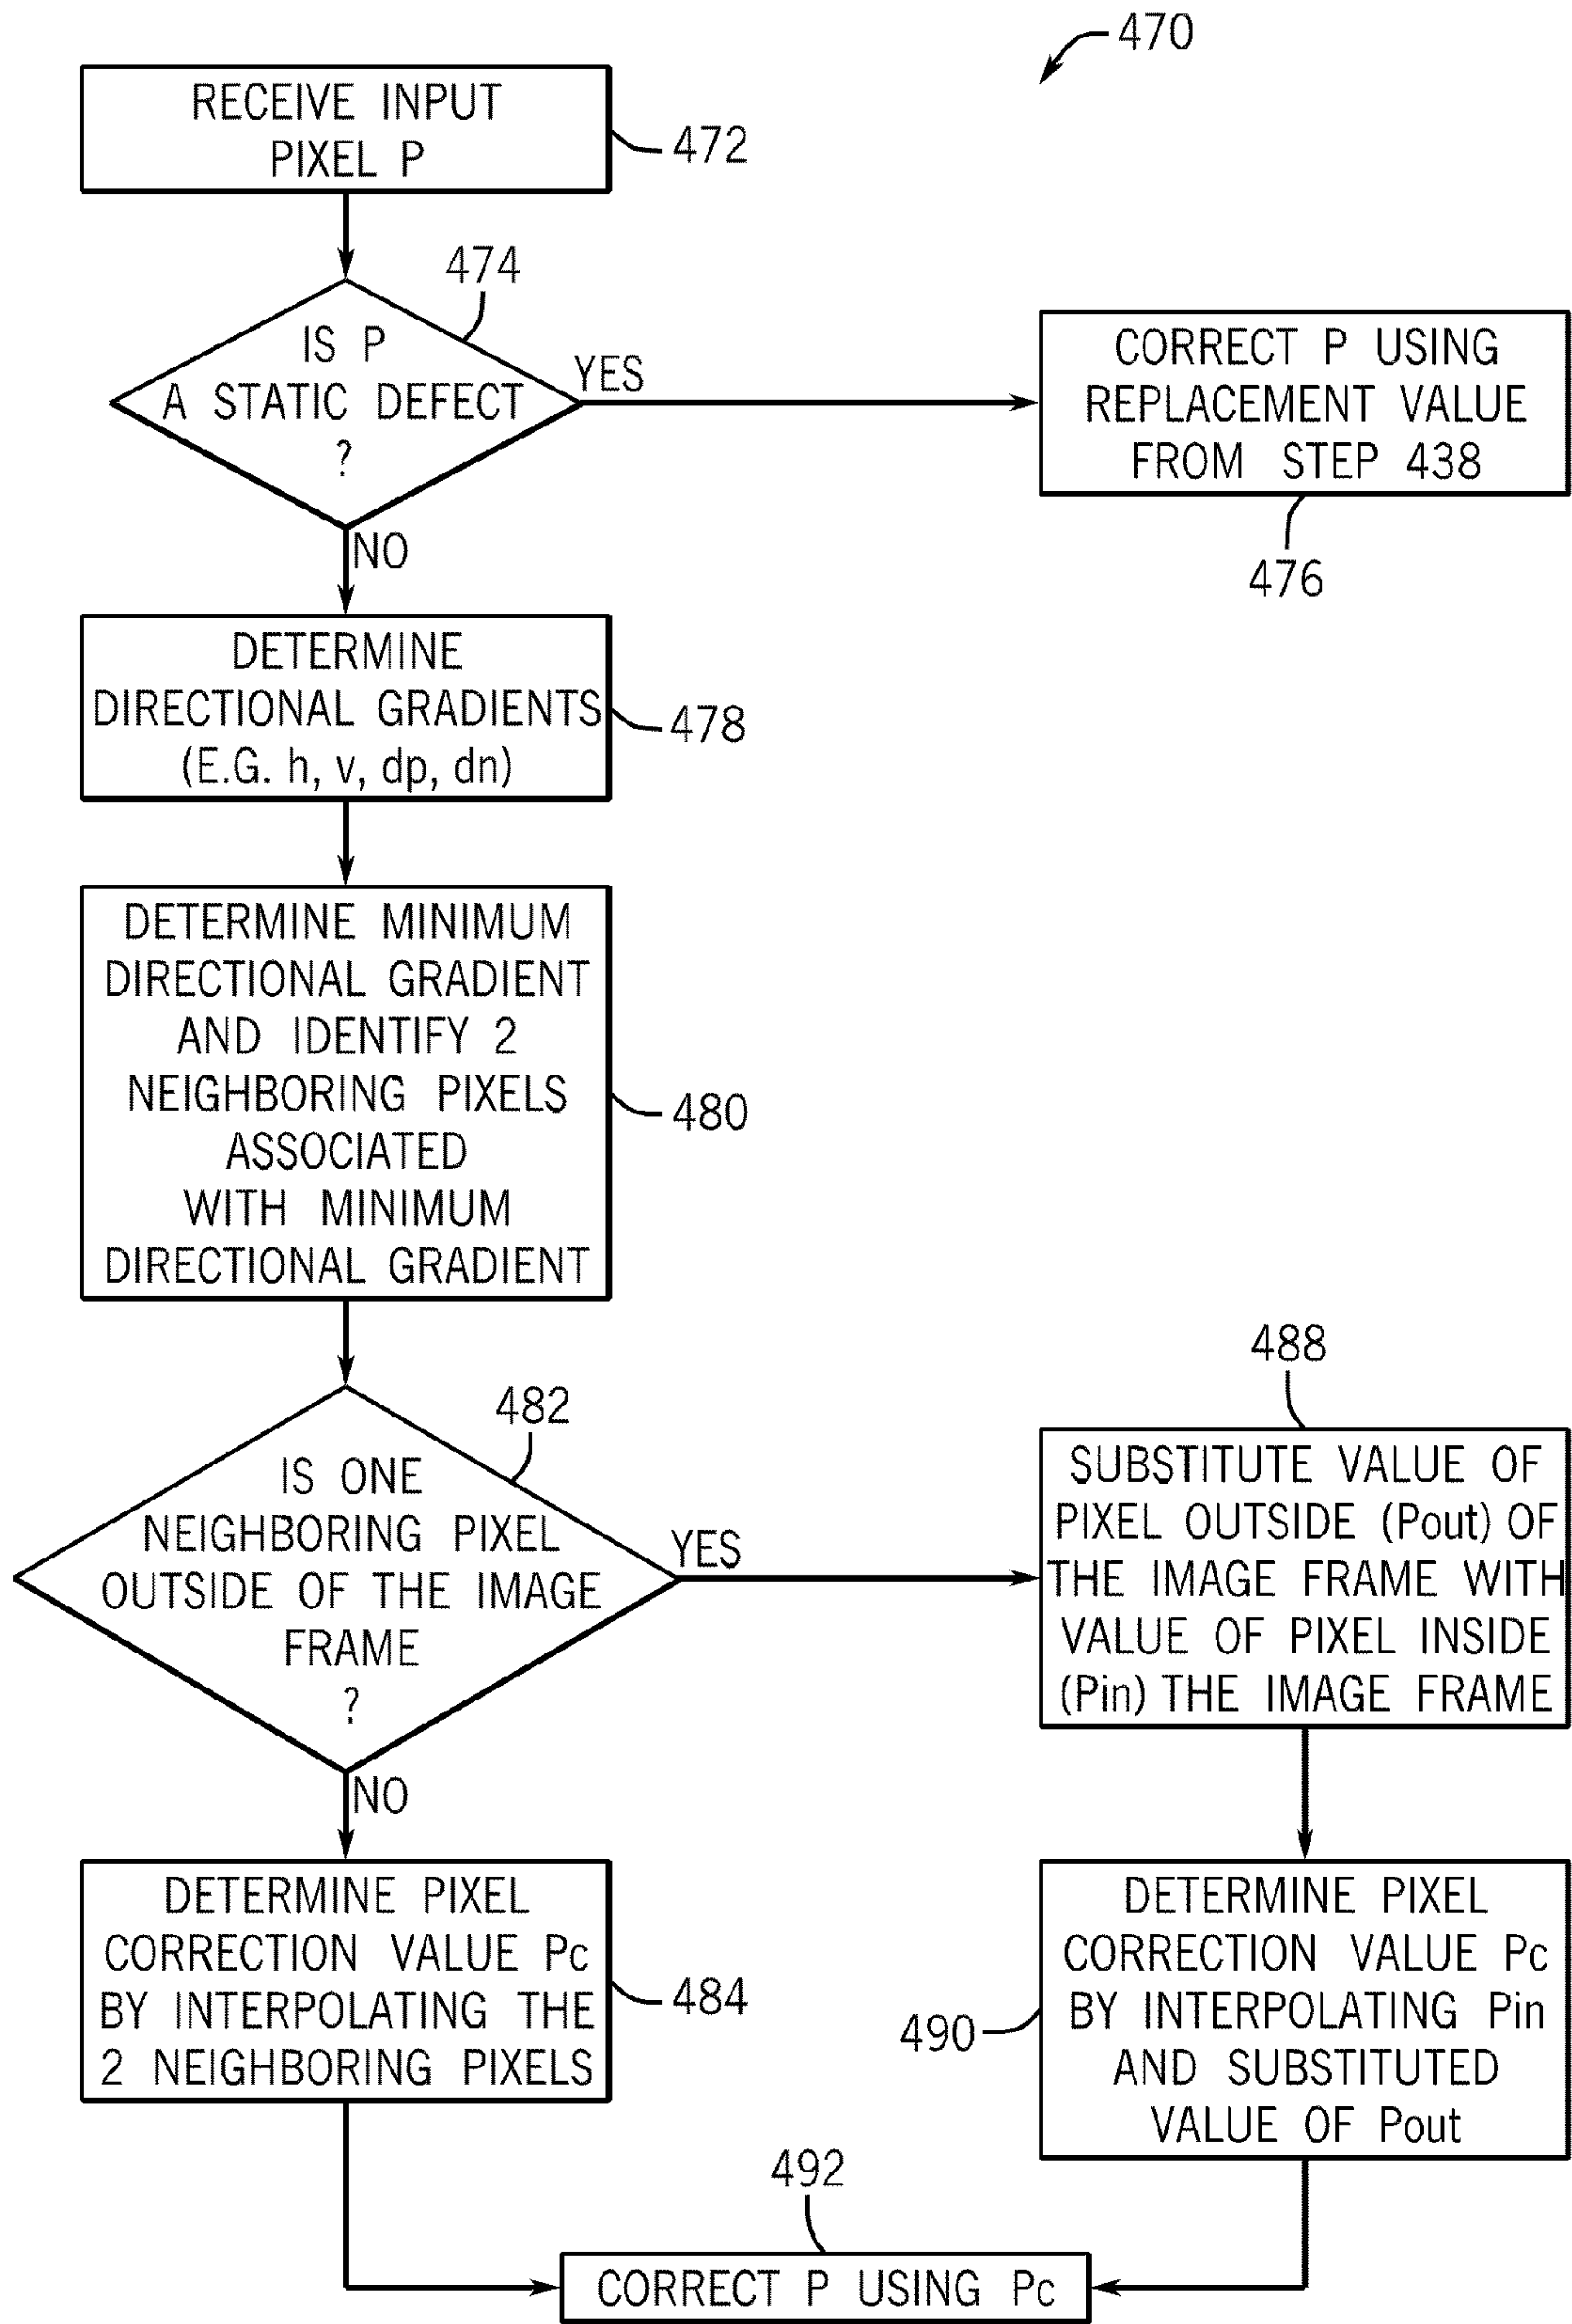 470
RECEIVE INPUT
PIXEL P
472
474
IS P
A STATIC DEFECT
?
YES
NO
CORRECT P USING
REPLACEMENT VALUE
FROM STEP 438
476
DETERMINE
DIRECTIONAL GRADIENTS
(E.G. h, v, dp, dn)
478
DETERMINE MINIMUM
DIRECTIONAL GRADIENT
AND IDENTIFY 2
NEIGHBORING PIXELS
ASSOCIATED
WITH MINIMUM
DIRECTIONAL GRADIENT
480
482
IS ONE
NEIGHBORING PIXEL
OUTSIDE OF THE IMAGE
FRAME
?
YES
NO
488
SUBSTITUTE VALUE OF
PIXEL OUTSIDE (Pout) OF
THE IMAGE FRAME WITH
VALUE OF PIXEL INSIDE
(Pin) THE IMAGE FRAME
DETERMINE PIXEL
CORRECTION VALUE Pc
BY INTERPOLATING THE
2 NEIGHBORING PIXELS
484
DETERMINE PIXEL
CORRECTION VALUE Pc
BY INTERPOLATING Pin
AND SUBSTITUTED
VALUE OF Pout
490
492
CORRECT P USING Pc